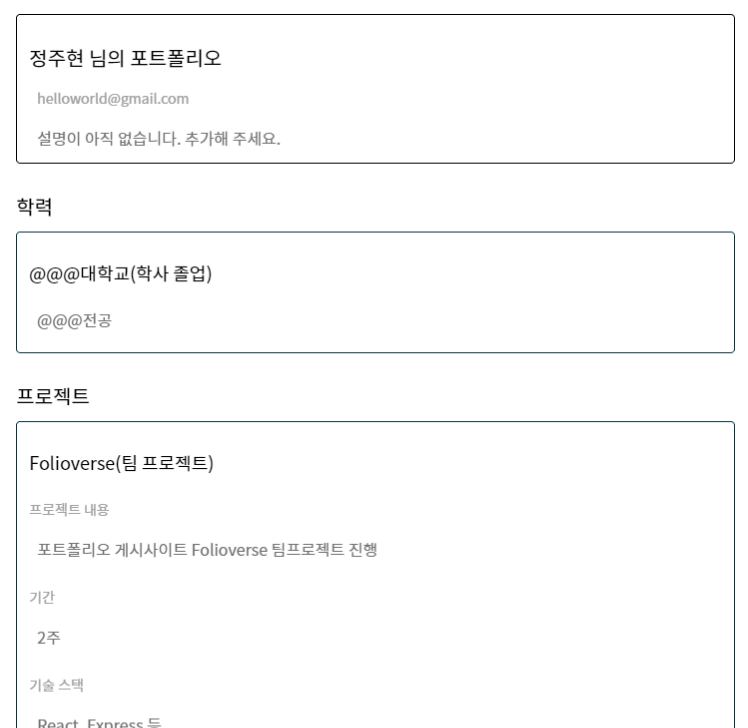 정주현 님의 포트폴리오
helloworld@gmail.com
설명이 아직 없습니다. 추가해 주세요.
학력
@@@대학교(학사 졸업)
@@@전공
프로젝트
Folioverse(팀 프로젝트)
프로젝트 내용
포트폴리오 게시사이트 Folioverse 팀프로젝트 진행
기간
2주
기술 스택
React, Express 등